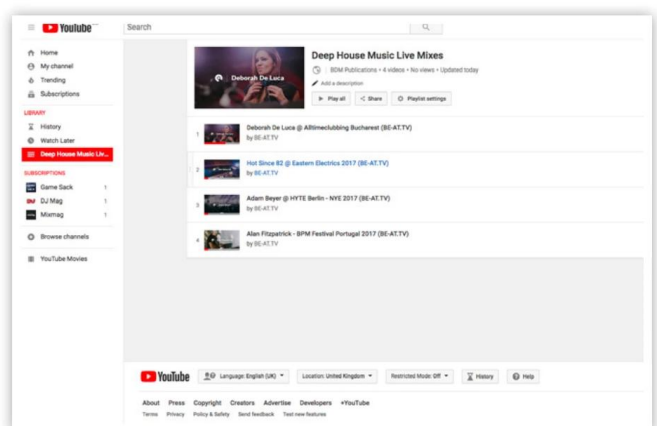 YouTube
Search
Home
My channel
Trending
Subscriptions
LIBRARY
History
Watch Later
Deep House Music Liv...
SUBSCRIPTIONS
Game Sack 1
DJ Mag 1
Mixmag 1
Browse channels
YouTube Movies
Deborah De Luca
Deep House Music Live Mixes
BDM Publications • 4 videos • No views • Updated today
Add a description
Play all
Share
Playlist settings
1
Deborah De Luca @ Alltimeclubbing Bucharest (BE-AT.TV)
by BE-AT.TV
2
Hot Since 82 @ Eastern Electrics 2017 (BE-AT.TV)
by BE-AT.TV
3
Adam Beyer @ HYTE Berlin - NYE 2017 (BE-AT.TV)
by BE-AT.TV
4
Alan Fitzpatrick - BPM Festival Portugal 2017 (BE-AT.TV)
by BE-AT.TV
YouTube
Language: English (UK)
Location: United Kingdom
Restricted Mode: Off
History
Help
About Press Copyright Creators Advertise Developers +YouTube
Terms Privacy Policy & Safety Send feedback Test new features